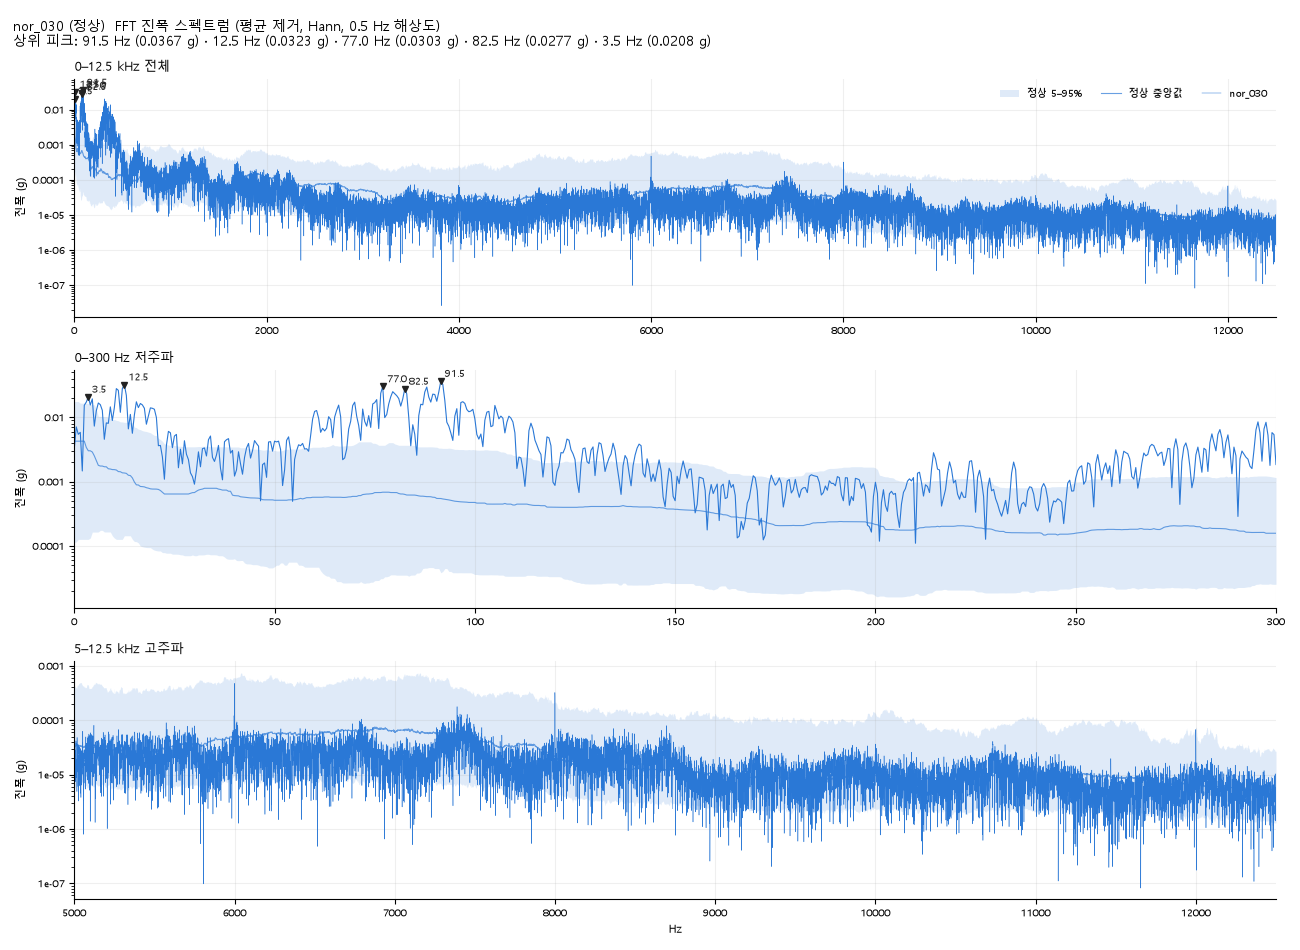 nor_030 (정상)  FFT 진폭 스펙트럼 (평균 제거, Hann, 0.5 Hz 해상도)
상위 피크: 91.5 Hz (0.0367 g) · 12.5 Hz (0.0323 g) · 77.0 Hz (0.0303 g) · 82.5 Hz (0.0277 g) · 3.5 Hz (0.0208 g)
0–12.5 kHz 전체
정상 5–95% 정상 중앙값 nor_030
0.01
0.001
0.0001
1e-05
1e-06
1e-07
진폭 (g)
0 2000 4000 6000 8000 10000 12000
0–300 Hz 저주파
3.5 12.5 77.0 82.5 91.5
0.01
0.001
0.0001
진폭 (g)
0 50 100 150 200 250 300
5–12.5 kHz 고주파
0.001
0.0001
1e-05
1e-06
1e-07
진폭 (g)
5000 6000 7000 8000 9000 10000 11000 12000
Hz